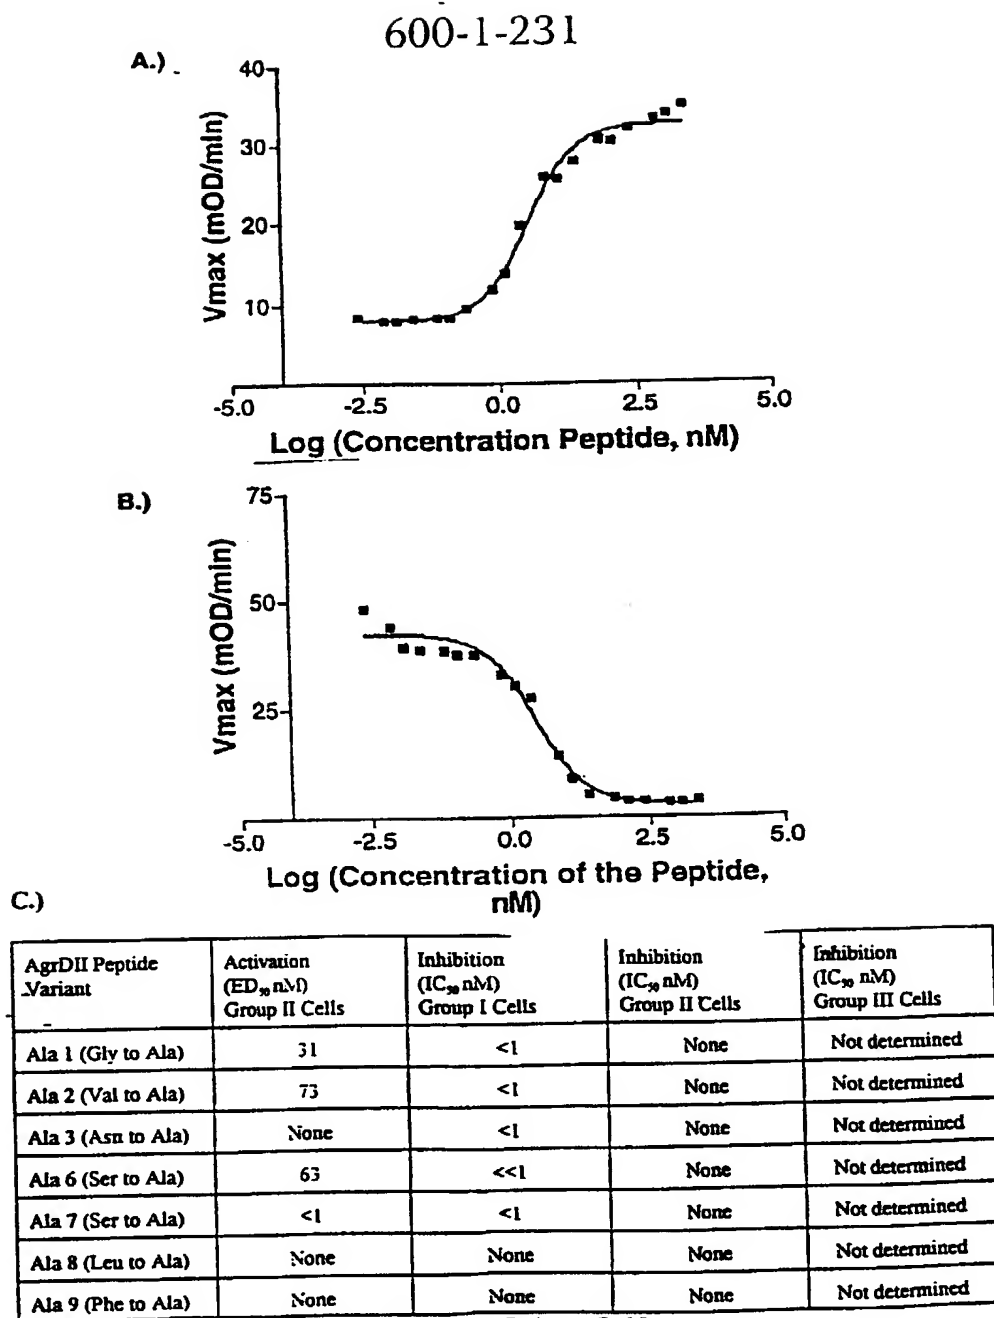 600-1-231
A.)
40
30
20
10
Vmax (mOD/min)
-5.0 -2.5 0.0 2.5 5.0
Log (Concentration Peptide, nM)
B.)
75
50
25
Vmax (mOD/min)
-5.0 -2.5 0.0 2.5 5.0
Log (Concentration of the Peptide,
nM)
C.)
AgrDII Peptide Variant | Activation (ED₅₀ nM) Group II Cells | Inhibition (IC₅₀ nM) Group I Cells | Inhibition (IC₅₀ nM) Group II Cells | Inhibition (IC₅₀ nM) Group III Cells
Ala 1 (Gly to Ala) | 31 | <1 | None | Not determined
Ala 2 (Val to Ala) | 73 | <1 | None | Not determined
Ala 3 (Asn to Ala) | None | <1 | None | Not determined
Ala 6 (Ser to Ala) | 63 | <<1 | None | Not determined
Ala 7 (Ser to Ala) | <1 | <1 | None | Not determined
Ala 8 (Leu to Ala) | None | None | None | Not determined
Ala 9 (Phe to Ala) | None | None | None | Not determined